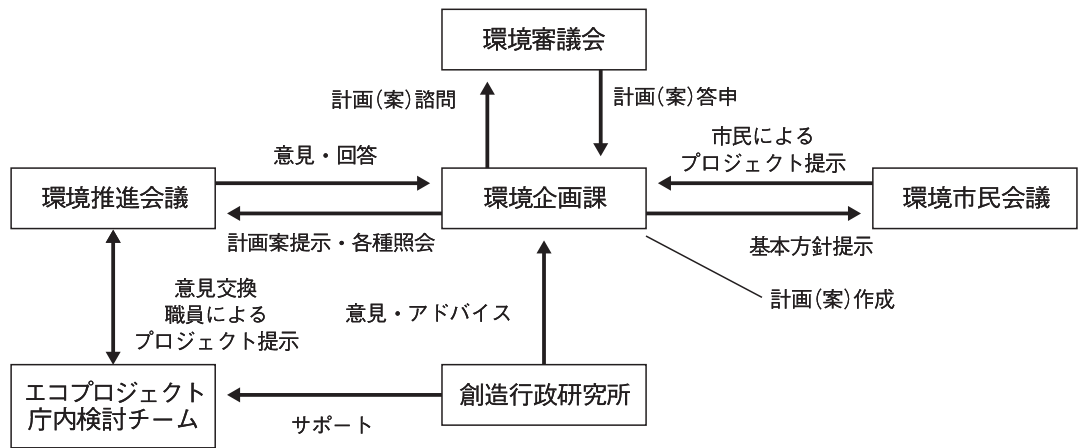 環境審議会
計画（案）諮問
計画（案）答申
市民による
プロジェクト提示
意見・回答
環境推進会議
環境企画課
環境市民会議
計画案提示・各種照会
基本方針提示
意見交換
職員による
プロジェクト提示
意見・アドバイス
計画（案）作成
エコプロジェクト
庁内検討チーム
創造行政研究所
サポート